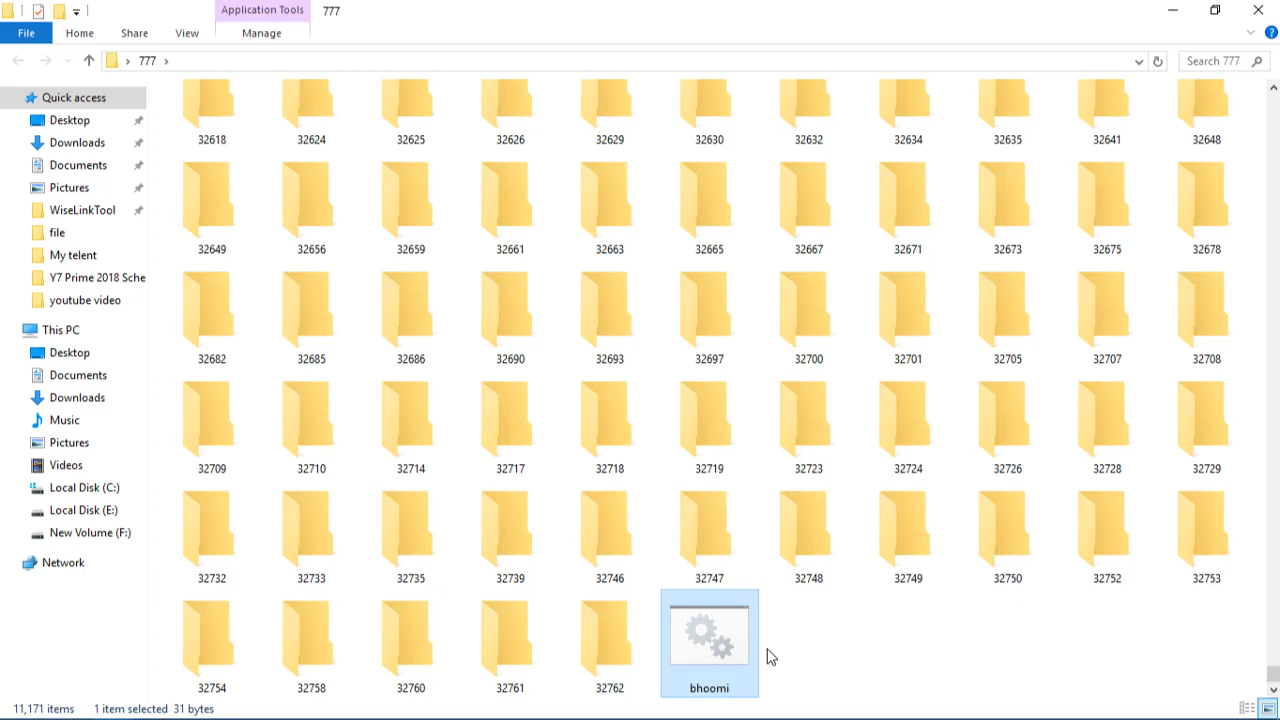 Application Tools
777
File
Home
Share
View
Manage
777
Search 777
Quick access
Desktop
Downloads
Documents
Pictures
WiseLinkTool
file
My telent
Y7 Prime 2018 Sche
youtube video
This PC
Desktop
Documents
Downloads
Music
Pictures
Videos
Local Disk (C:)
Local Disk (E:)
New Volume (F:)
Network
32618 32624 32625 32626 32629 32630 32632 32634 32635 32641 32648
32649 32656 32659 32661 32663 32665 32667 32671 32673 32675 32678
32682 32685 32686 32690 32693 32697 32700 32701 32705 32707 32708
32709 32710 32714 32717 32718 32719 32723 32724 32726 32728 32729
32732 32733 32735 32739 32746 32747 32748 32749 32750 32752 32753
32754 32758 32760 32761 32762 bhoomi
11,171 items 1 item selected 31 bytes